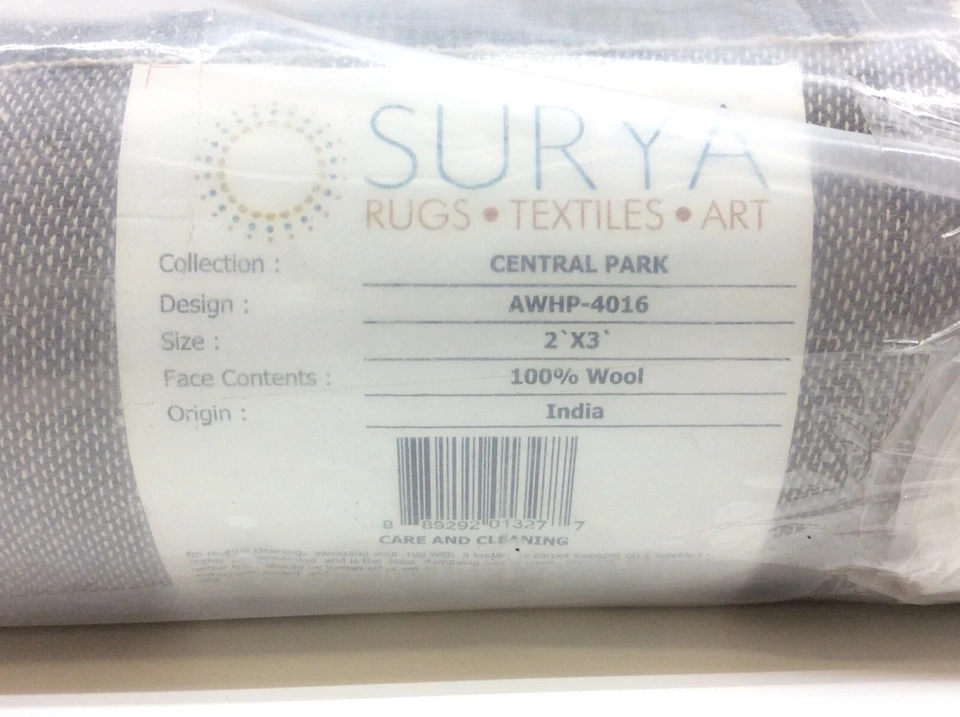 SURYA
RUGS • TEXTILES • ART
Collection : CENTRAL PARK
Design : AWHP-4016
Size : 2`X3`
Face Contents : 100% Wool
Origin : India
8 89292 01327 7
CARE AND CLEANING